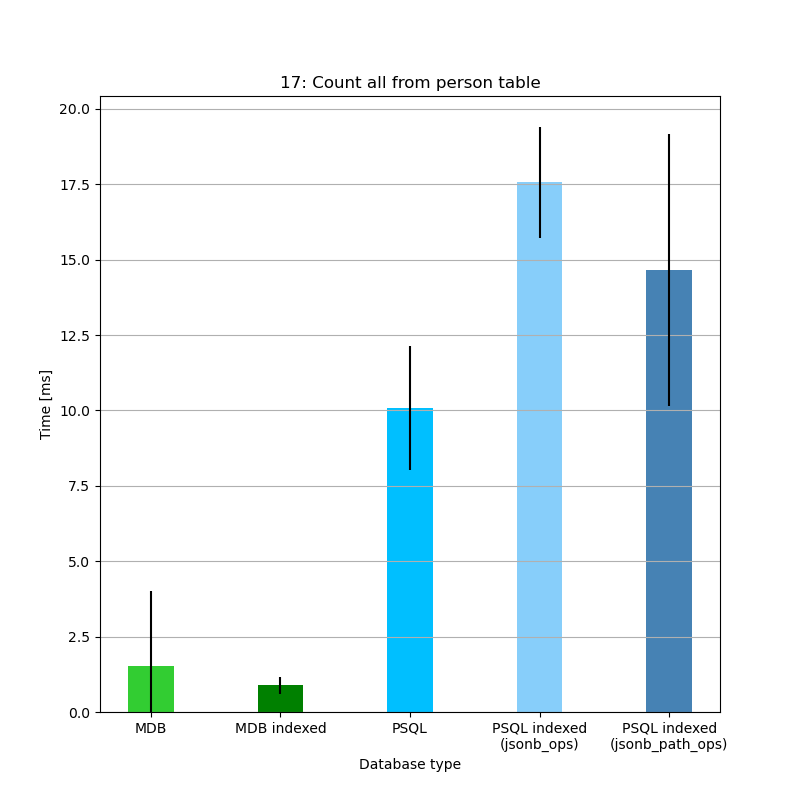 17: Count all from person table
20.0
17.5
15.0
12.5
10.0
7.5
5.0
2.5
0.0
Time [ms]
MDB
MDB indexed
PSQL
PSQL indexed
(jsonb_ops)
PSQL indexed
(jsonb_path_ops)
Database type